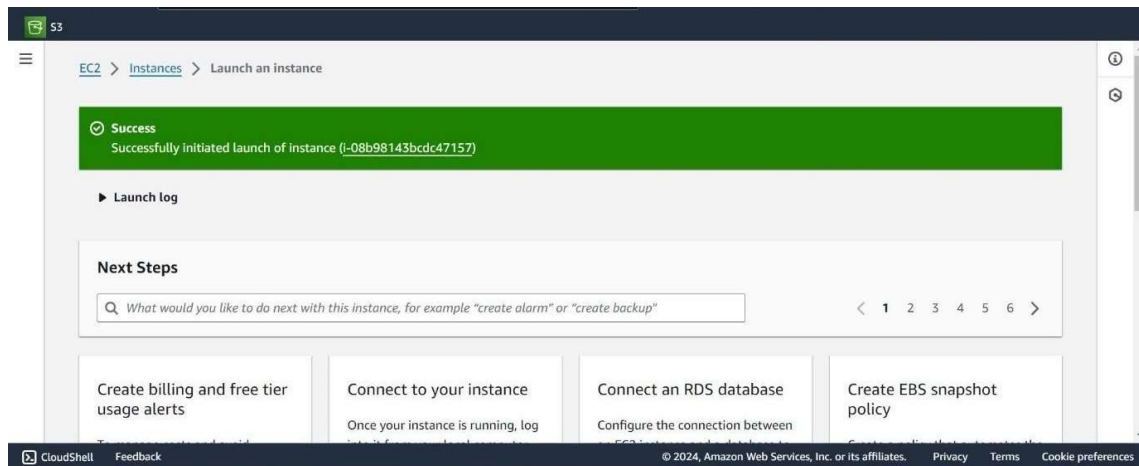 S3
EC2 > Instances > Launch an instance
Success
Successfully initiated launch of instance (i-08b98143bcdc47157)
Launch log
Next Steps
What would you like to do next with this instance, for example "create alarm" or "create backup"
1 2 3 4 5 6
Create billing and free tier
usage alerts
Connect to your instance
Once your instance is running, log
Connect an RDS database
Configure the connection between
Create EBS snapshot
policy
CloudShell Feedback © 2024, Amazon Web Services, Inc. or its affiliates. Privacy Terms Cookie preferences